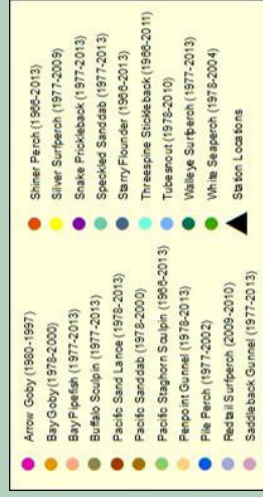 Arrow Goby (1980-1997)
Bay Goby (1978-2000)
Bay Pipefish (1977-2013)
Buffalo Sculpin (1977-2013)
Pacific Sand Lance (1978-2013)
Pacific Sanddab (1978-2000)
Pacific Staghorn Sculpin (1966-2013)
Penpoint Gunnel (1978-2013)
Pile Perch (1977-2002)
Redtail Surfperch (2009-2010)
Saddleback Gunnel (1977-2013)
Shiner Perch (1966-2013)
Silver Surfperch (1977-2009)
Snake Prickleback (1977-2013)
Speckled Sanddab (1977-2013)
Starry Flounder (1966-2013)
Threespine Stickleback (1966-2011)
Tubesnout (1978-2010)
Walleye Surfperch (1977-2013)
White Seaperch (1978-2004)
Station Locations